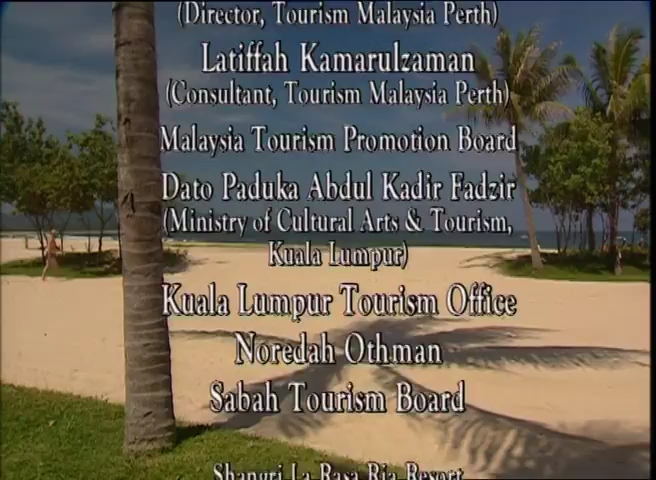 (Director, Tourism Malaysia Perth)
Latiffah Kamarulzaman
(Consultant, Tourism Malaysia Perth)
Malaysia Tourism Promotion Board
Dato Paduka Abdul Kadir Fadzir
(Ministry of Cultural Arts & Tourism,
Kuala Lumpur)
Kuala Lumpur Tourism Office
Noredah Othman
Sabah Tourism Board
Shangri La Rasa Ria Resort